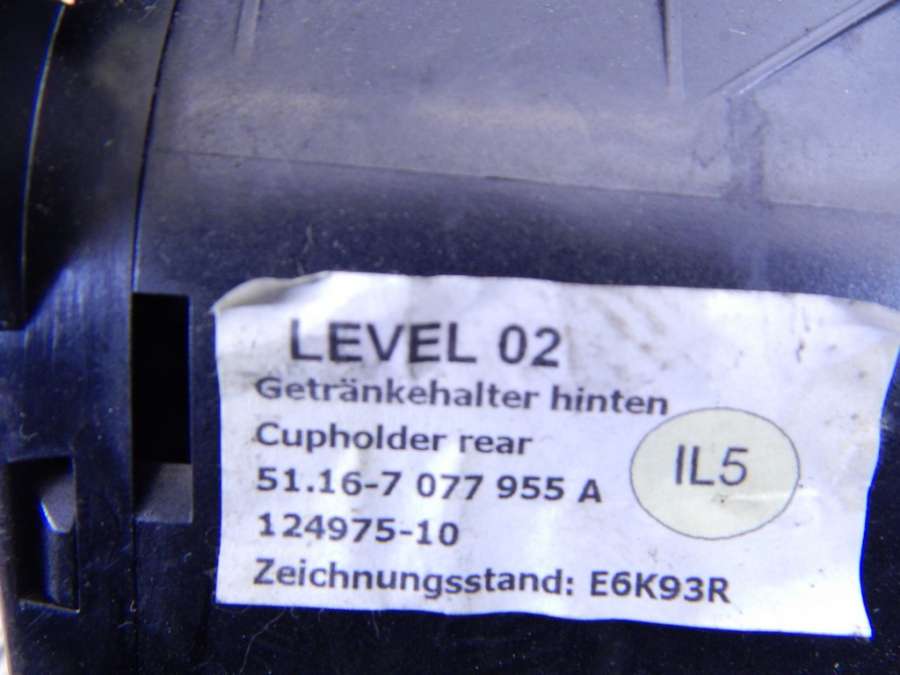 LEVEL 02
Getränkehalter hinten
Cupholder rear
51.16-7 077 955 A
IL5
124975-10
Zeichnungsstand: E6K93R